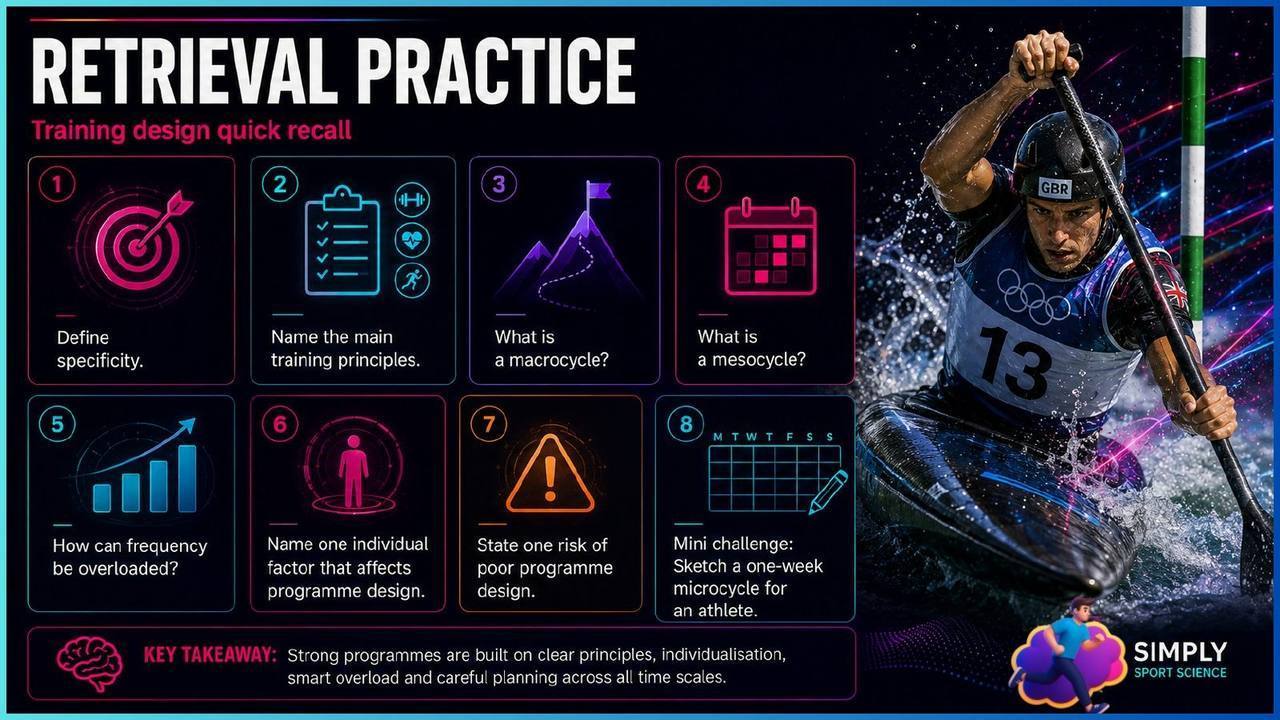 RETRIEVAL PRACTICE
Training design quick recall
1
Define
specificity.
2
Name the main
training principles.
3
What is
a macrocycle?
4
What is
a mesocycle?
5
How can frequency
be overloaded?
6
Name one individual
factor that affects
programme design.
7
State one risk of
poor programme
design.
8
M T W T F S S
Mini challenge:
Sketch a one-week
microcycle for
an athlete.
KEY TAKEAWAY: Strong programmes are built on clear principles, individualisation,
smart overload and careful planning across all time scales.
GBR
13
SIMPLY
SPORT SCIENCE